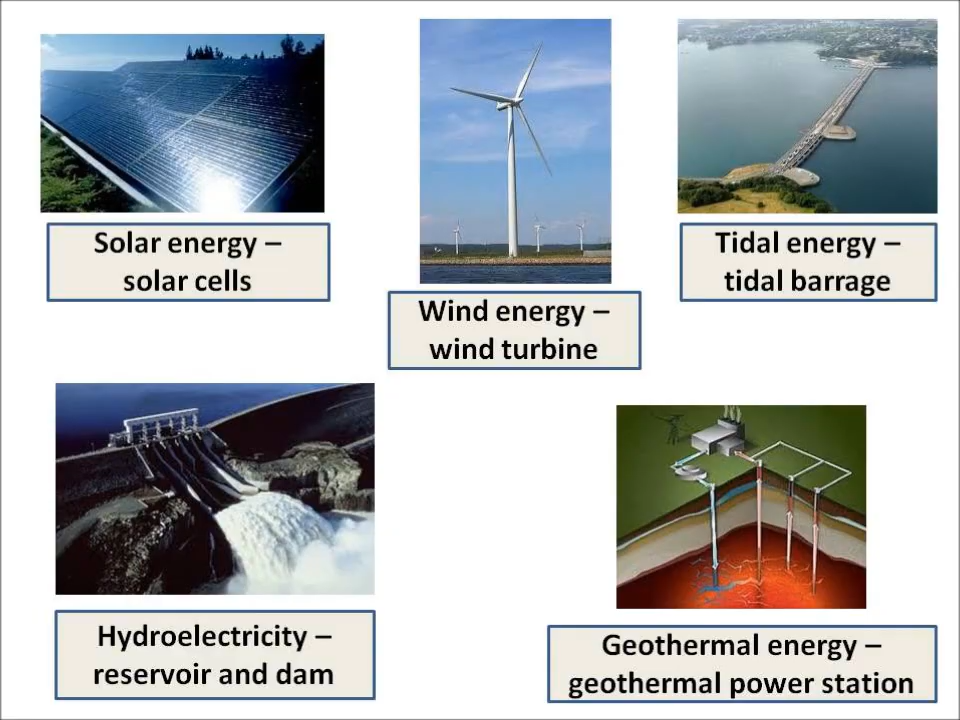 Solar energy –
solar cells
Wind energy –
wind turbine
Tidal energy –
tidal barrage
Hydroelectricity –
reservoir and dam
Geothermal energy –
geothermal power station